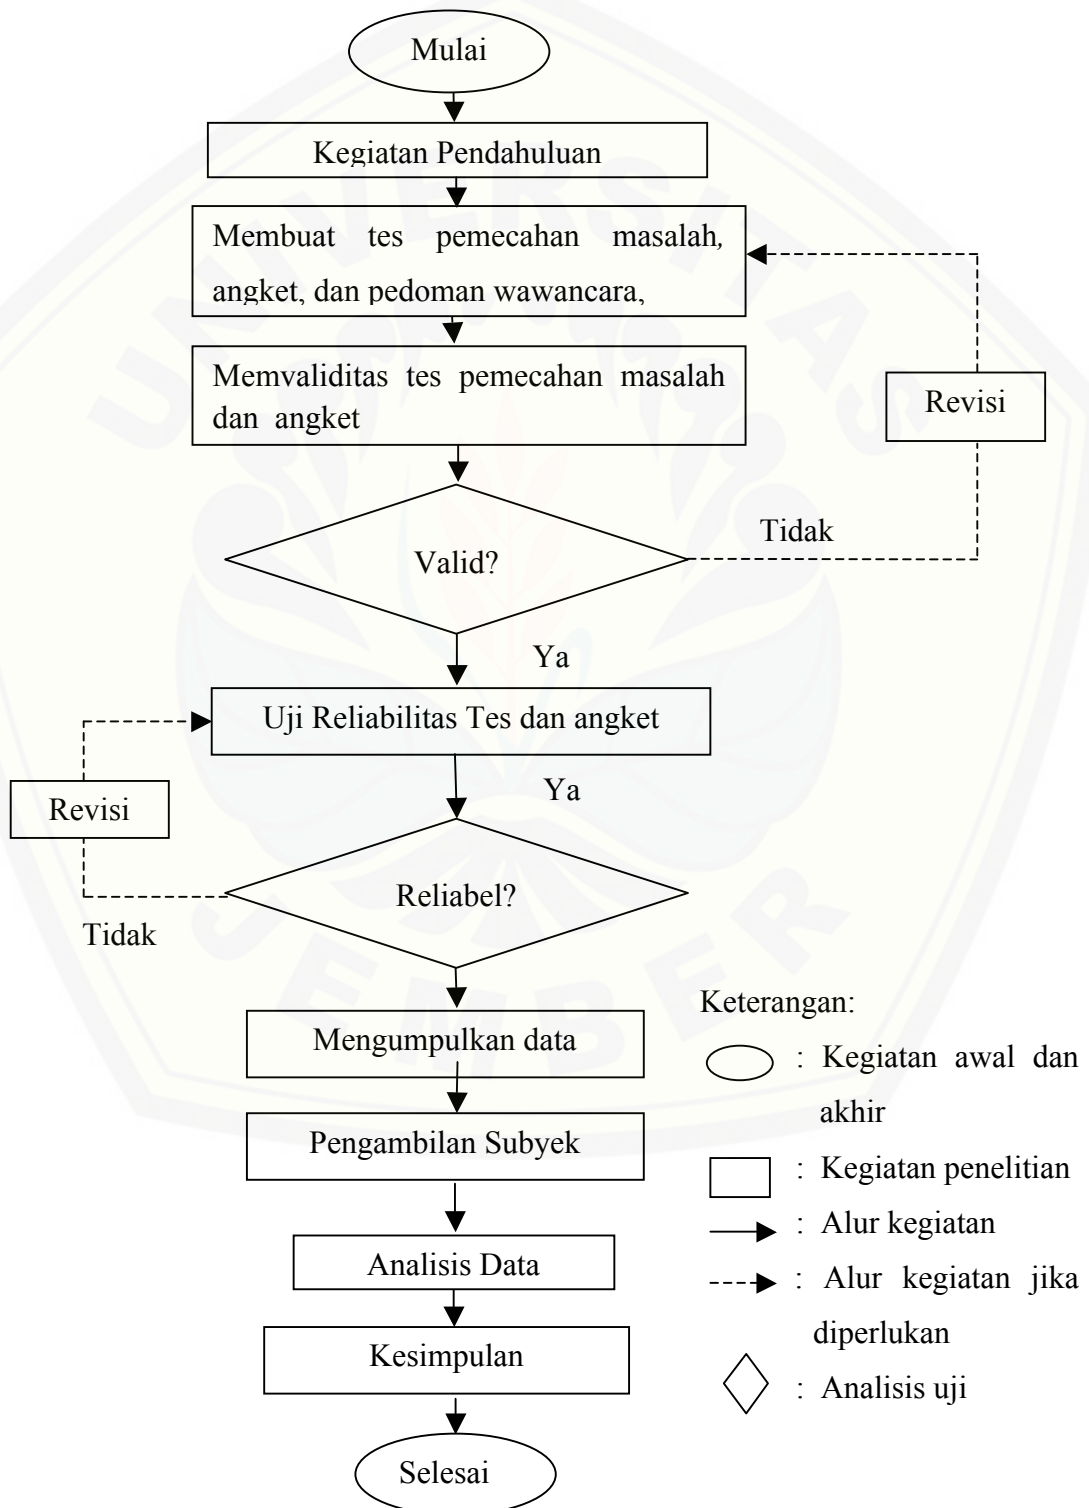 Mulai
Kegiatan Pendahuluan
Membuat tes pemecahan masalah,
angket, dan pedoman wawancara,
Memvaliditas tes pemecahan masalah
dan angket
Revisi
Tidak
Valid?
Ya
Uji Reliabilitas Tes dan angket
Ya
Revisi
Reliabel?
Tidak
Mengumpulkan data
Pengambilan Subyek
Analisis Data
Kesimpulan
Selesai
Keterangan:
: Kegiatan awal dan
akhir
: Kegiatan penelitian
: Alur kegiatan
: Alur kegiatan jika
diperlukan
: Analisis uji
UNIVERSITAS
JEMBER